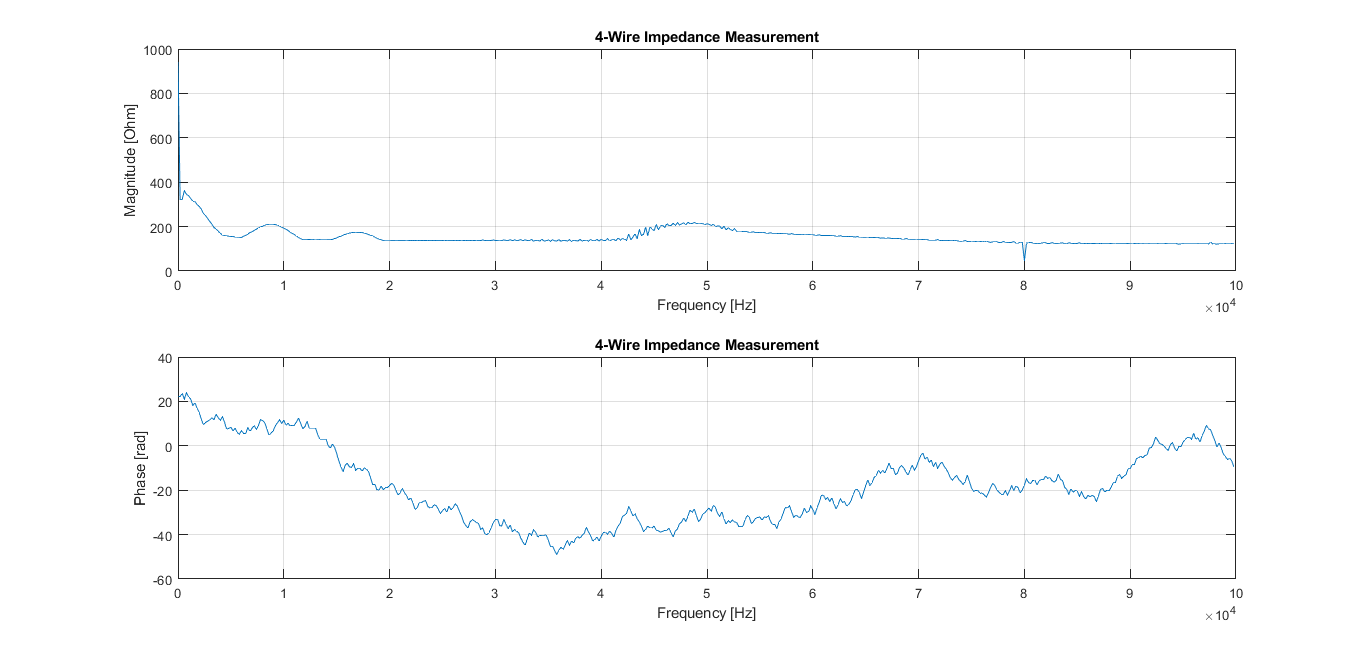 4-Wire Impedance Measurement
Magnitude [Ohm]
1000
800
600
400
200
0
0 1 2 3 4 5 6 7 8 9 10
Frequency [Hz]
×10^4
4-Wire Impedance Measurement
Phase [rad]
40
20
0
-20
-40
-60
0 1 2 3 4 5 6 7 8 9 10
Frequency [Hz]
×10^4